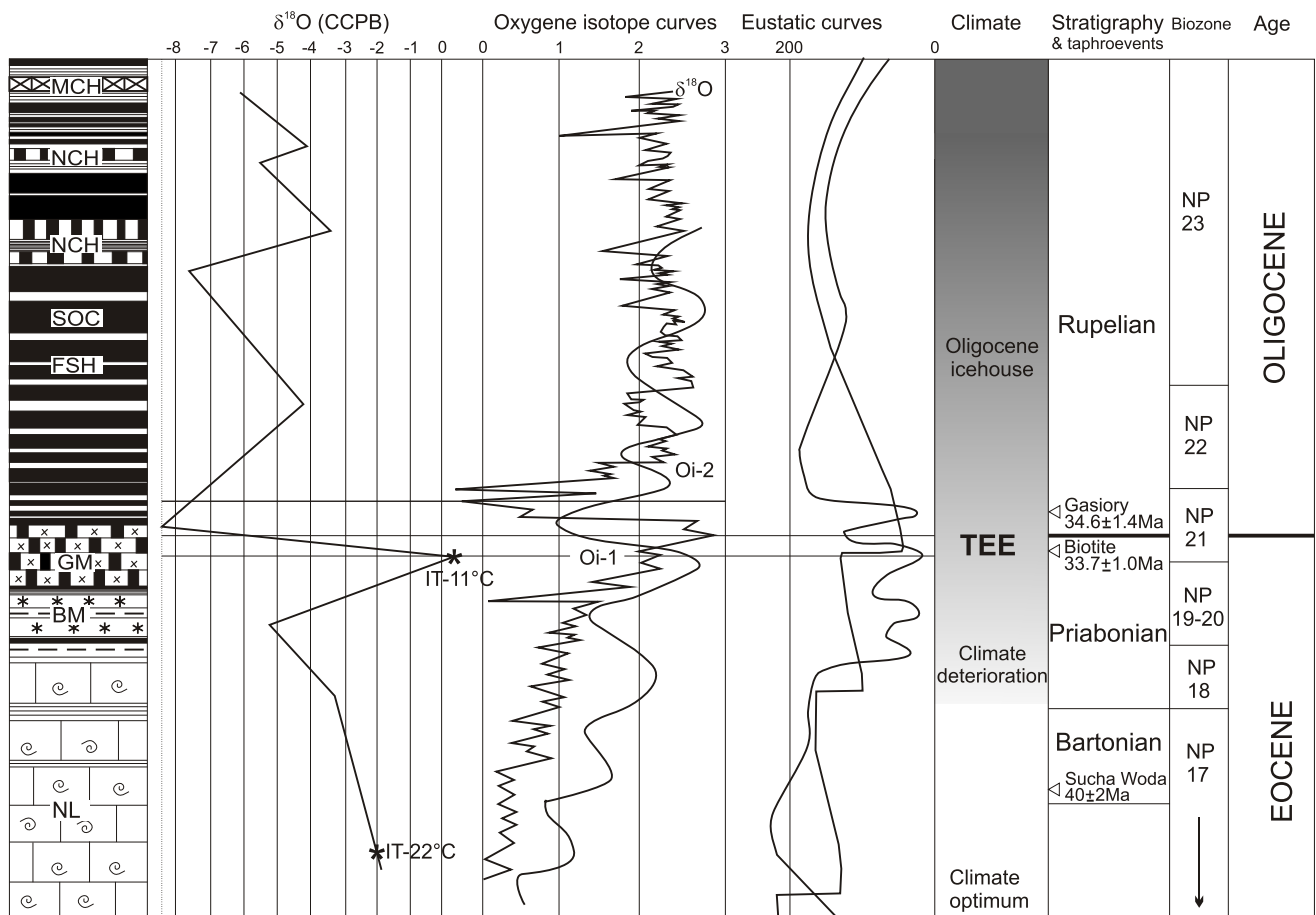 δ18O (CCPB)
Oxygene isotope curves
Eustatic curves
Climate
Stratigraphy
& taphroevents
Biozone
Age
-8 -7 -6 -5 -4 -3 -2 -1 0
0 1 2 3
200 0
MCH
NCH
NCH
SOC
FSH
GM
BM
NL
IT-11°C
IT-22°C
δ18O
Oi-2
Oi-1
Oligocene
icehouse
TEE
Climate
deterioration
Climate
optimum
Rupelian
Gasiory
34.6±1.4Ma
Biotite
33.7±1.0Ma
Priabonian
Bartonian
Sucha Woda
40±2Ma
NP
23
NP
22
NP
21
NP
19-20
NP
18
NP
17
OLIGOCENE
EOCENE